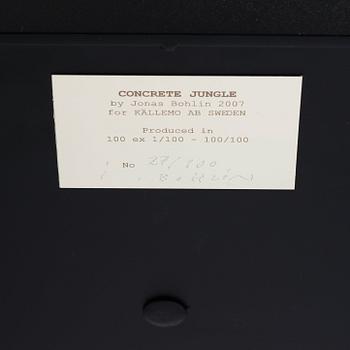 CONCRETE JUNGLE
by Jonas Bohlin 2007
for KÄLLEMO AB SWEDEN
Produced in
100 ex 1/100 - 100/100
No 27/100